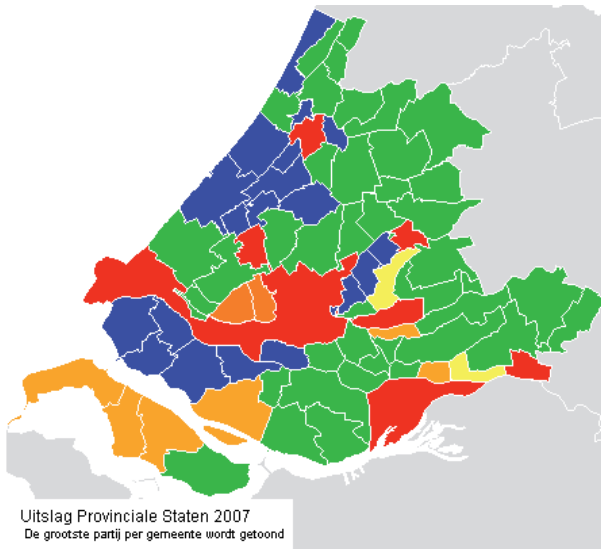 Uitslag Provinciale Staten 2007
De grootste partij per gemeente wordt getoond